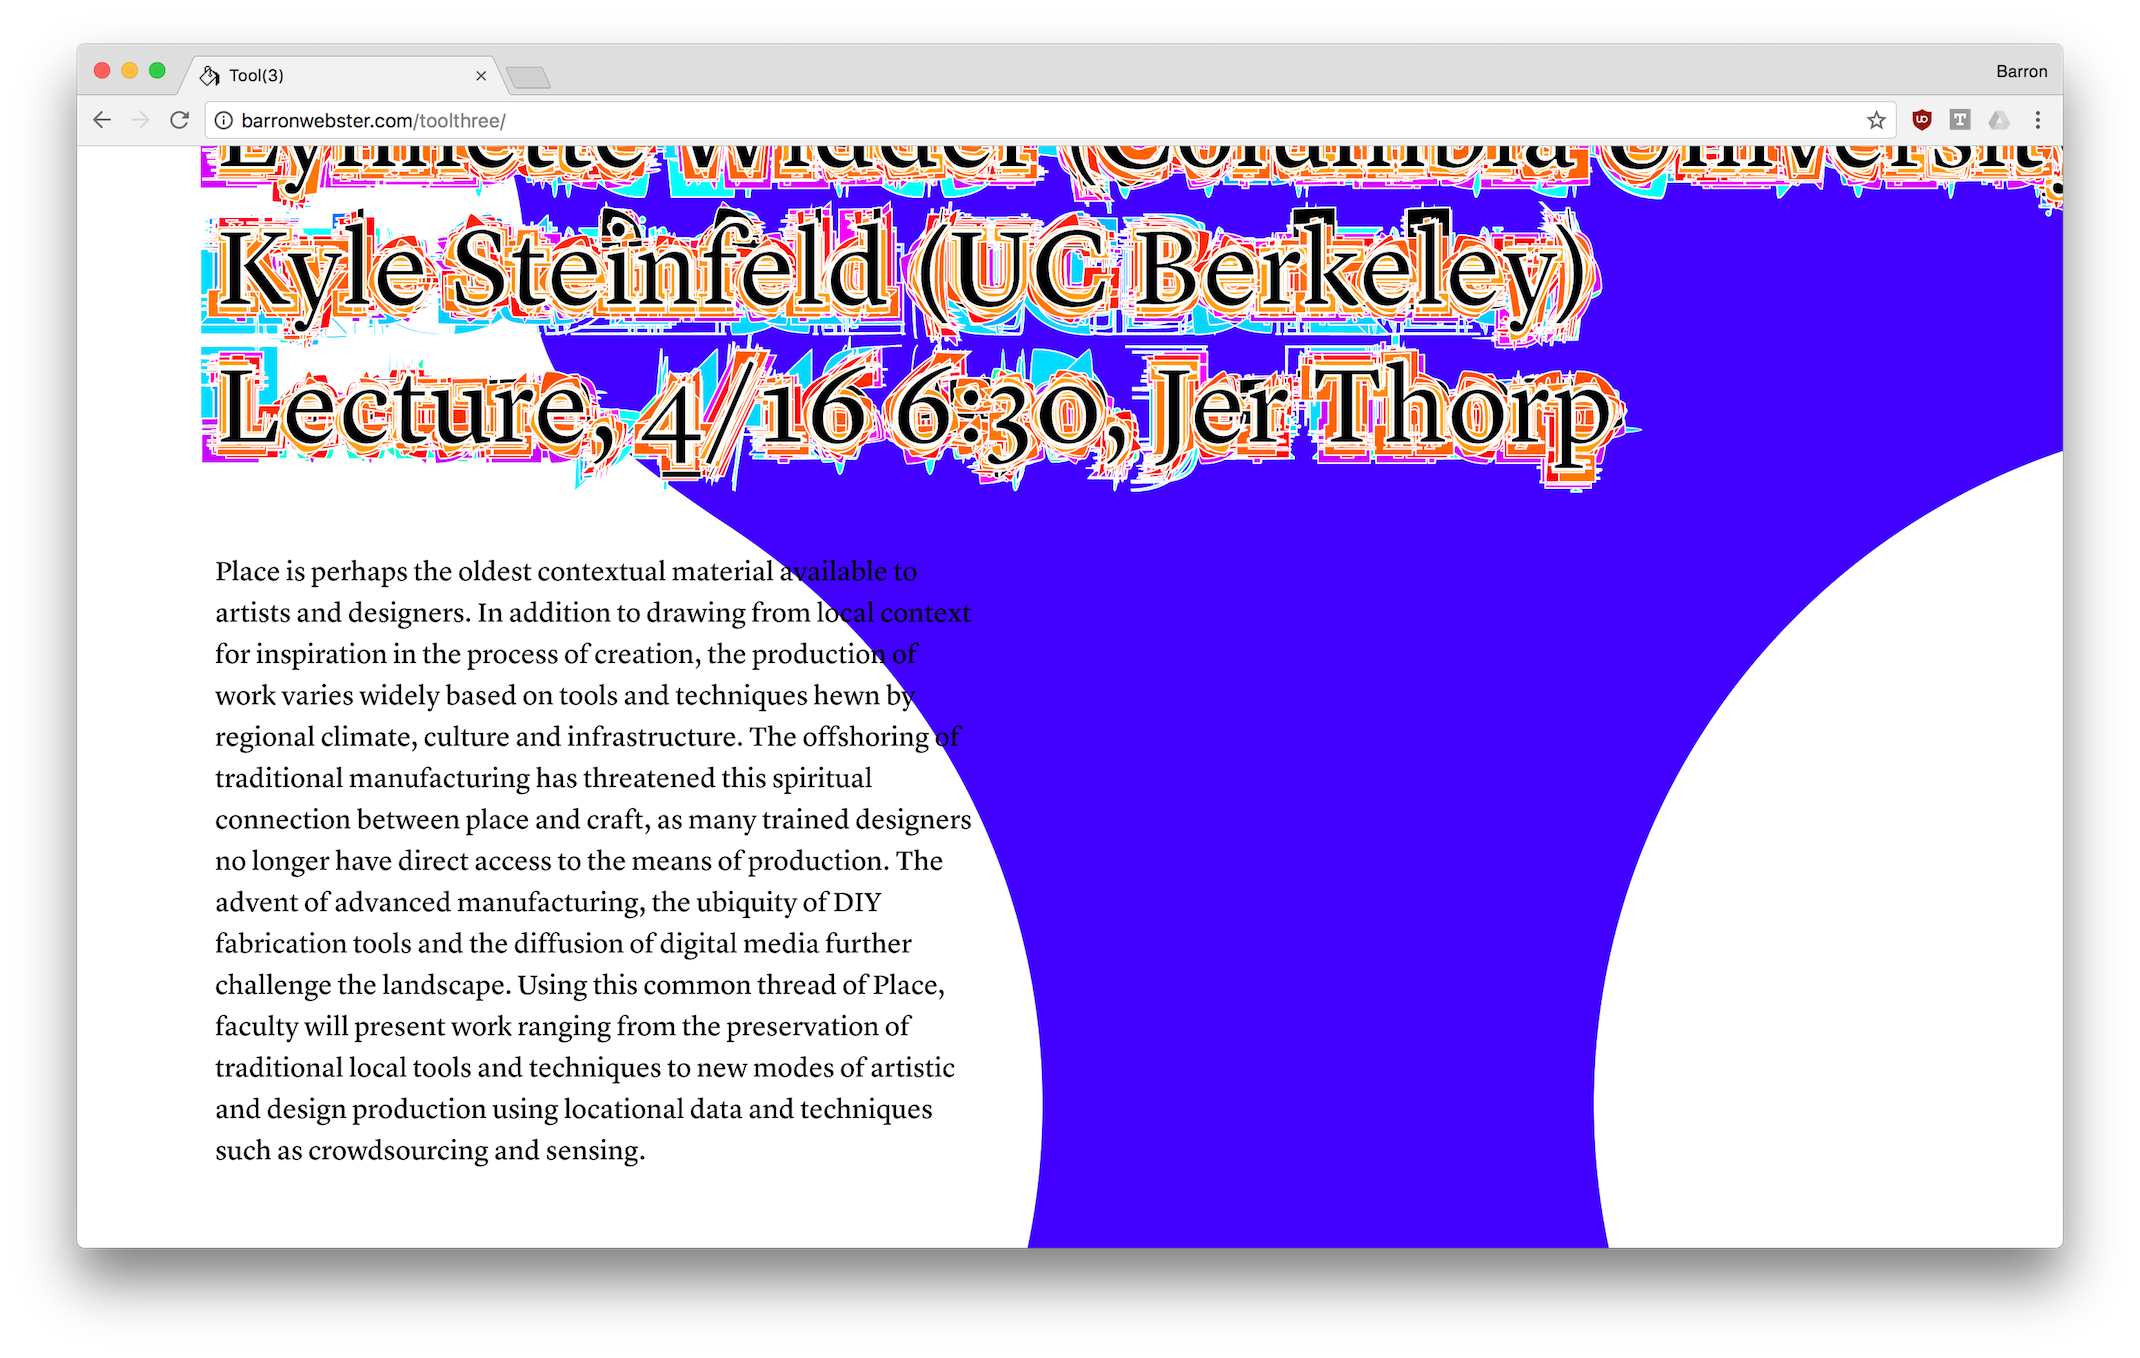 Tool(3)
Barron
barronwebster.com/toolthree/
Lynnette Widder (Columbia Universit
Kyle Steinfeld (UC Berkeley)
Lecture, 4/16 6:30, Jer Thorp
Place is perhaps the oldest contextual material available to
artists and designers. In addition to drawing from local context
for inspiration in the process of creation, the production of
work varies widely based on tools and techniques hewn by
regional climate, culture and infrastructure. The offshoring of
traditional manufacturing has threatened this spiritual
connection between place and craft, as many trained designers
no longer have direct access to the means of production. The
advent of advanced manufacturing, the ubiquity of DIY
fabrication tools and the diffusion of digital media further
challenge the landscape. Using this common thread of Place,
faculty will present work ranging from the preservation of
traditional local tools and techniques to new modes of artistic
and design production using locational data and techniques
such as crowdsourcing and sensing.